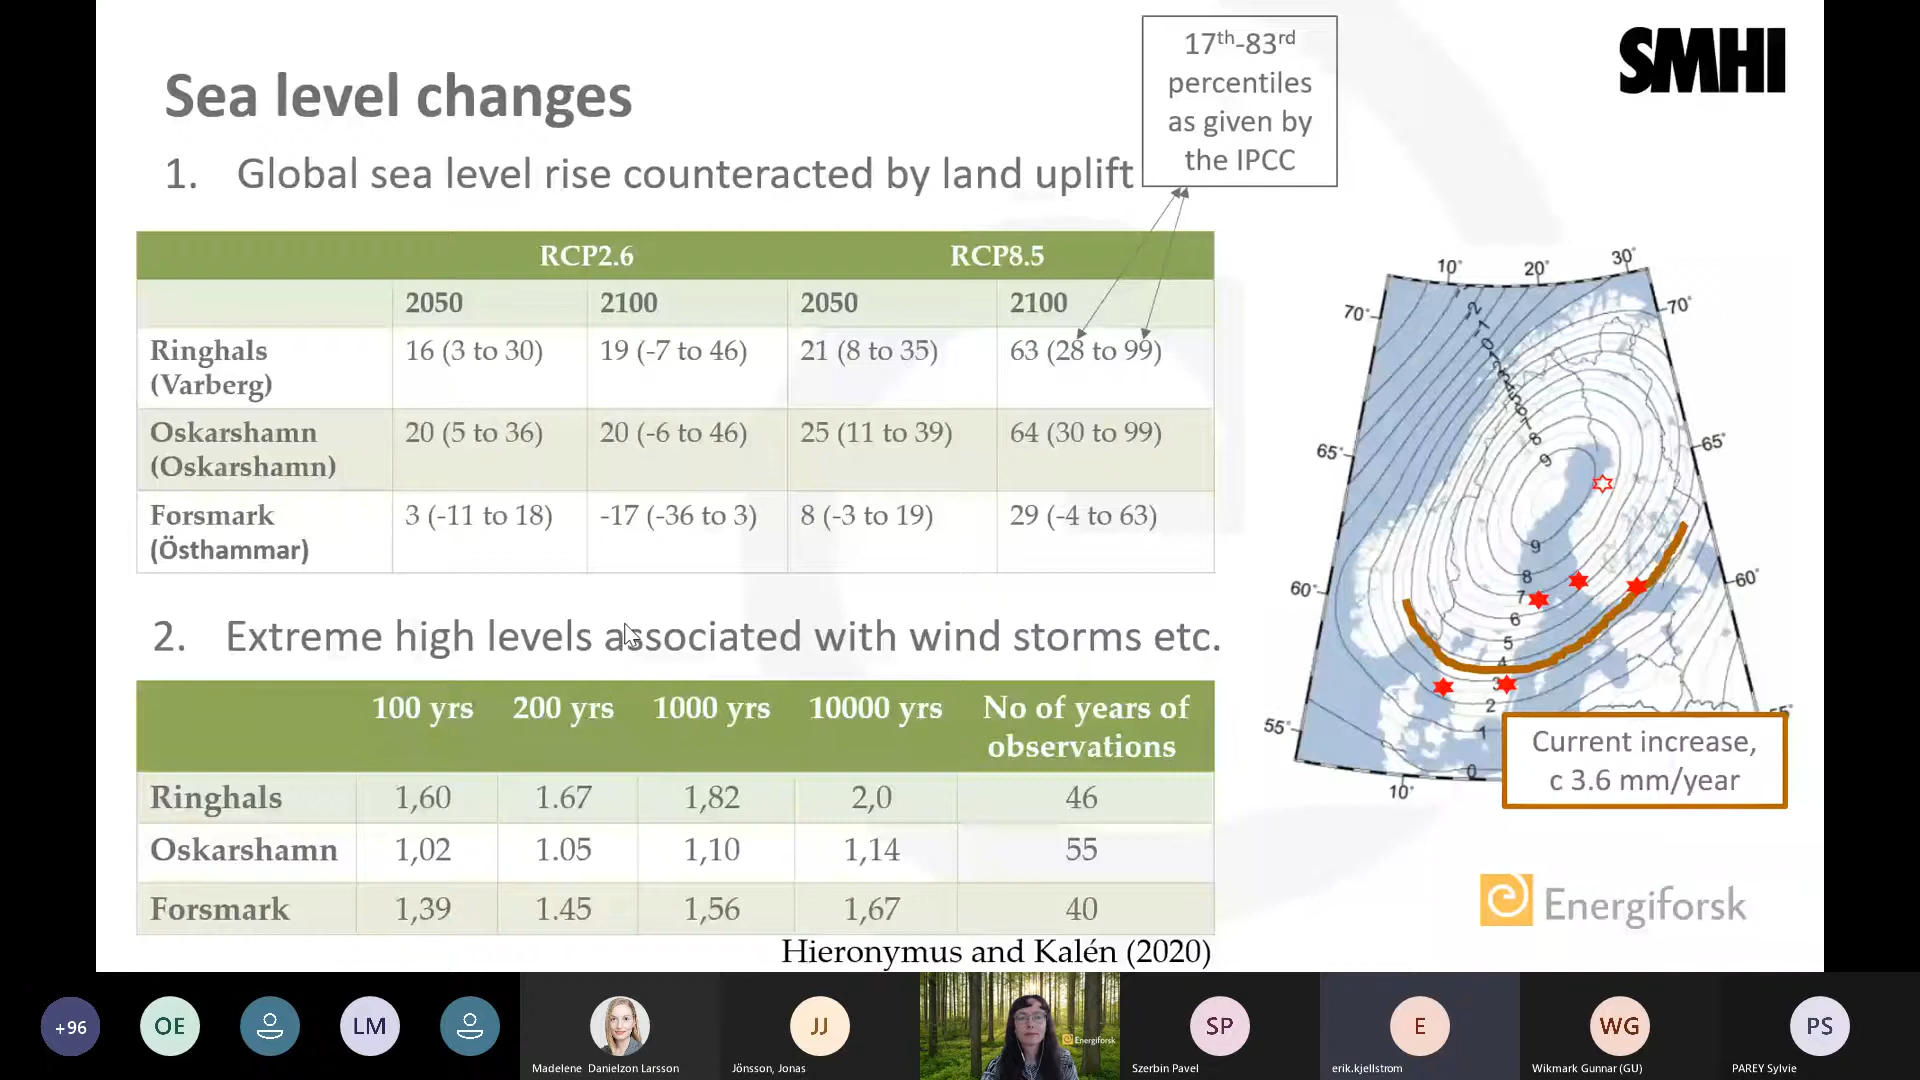 SMHI
17th-83rd
percentiles
as given by
the IPCC
Sea level changes
1. Global sea level rise counteracted by land uplift
RCP2.6 RCP8.5
2050 2100 2050 2100
Ringhals (Varberg) 16 (3 to 30) 19 (-7 to 46) 21 (8 to 35) 63 (28 to 99)
Oskarshamn (Oskarshamn) 20 (5 to 36) 20 (-6 to 46) 25 (11 to 39) 64 (30 to 99)
Forsmark (Östhammar) 3 (-11 to 18) -17 (-36 to 3) 8 (-3 to 19) 29 (-4 to 63)
2. Extreme high levels associated with wind storms etc.
100 yrs 200 yrs 1000 yrs 10000 yrs No of years of observations
Ringhals 1,60 1.67 1,82 2,0 46
Oskarshamn 1,02 1.05 1,10 1,14 55
Forsmark 1,39 1.45 1,56 1,67 40
Hieronymus and Kalén (2020)
10° 20° 30°
70° 70°
65° 65°
60° 60°
55°
10°
-2
-1
0
8
9
9
8
7
6
5
4
3
2
1
0
Current increase,
c 3.6 mm/year
Energiforsk
+96 OE LM JJ Energiforsk SP E WG PS
Madelene Danielzon Larsson Jönsson, Jonas Szerbin Pavel erik.kjellstrom Wikmark Gunnar (GU) PAREY Sylvie